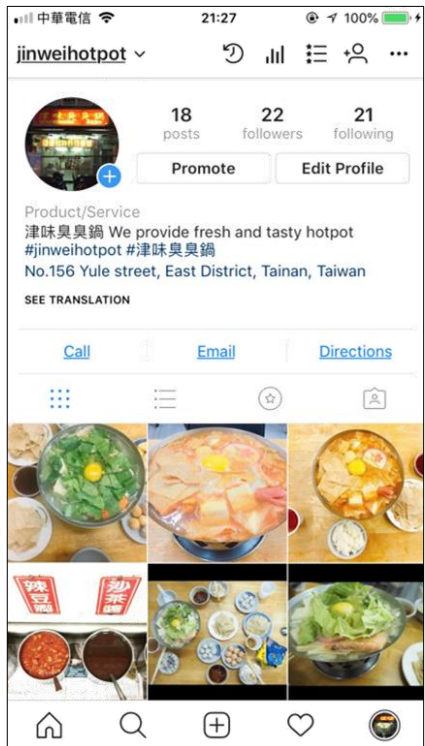 中華電信 21:27 100%
jinweihotpot
18 22 21
posts followers following
Promote Edit Profile
Product/Service
津味臭臭鍋 We provide fresh and tasty hotpot
#jinweihotpot #津味臭臭鍋
No.156 Yule street, East District, Tainan, Taiwan
SEE TRANSLATION
Call Email Directions
辣豆瓣 沙茶醬